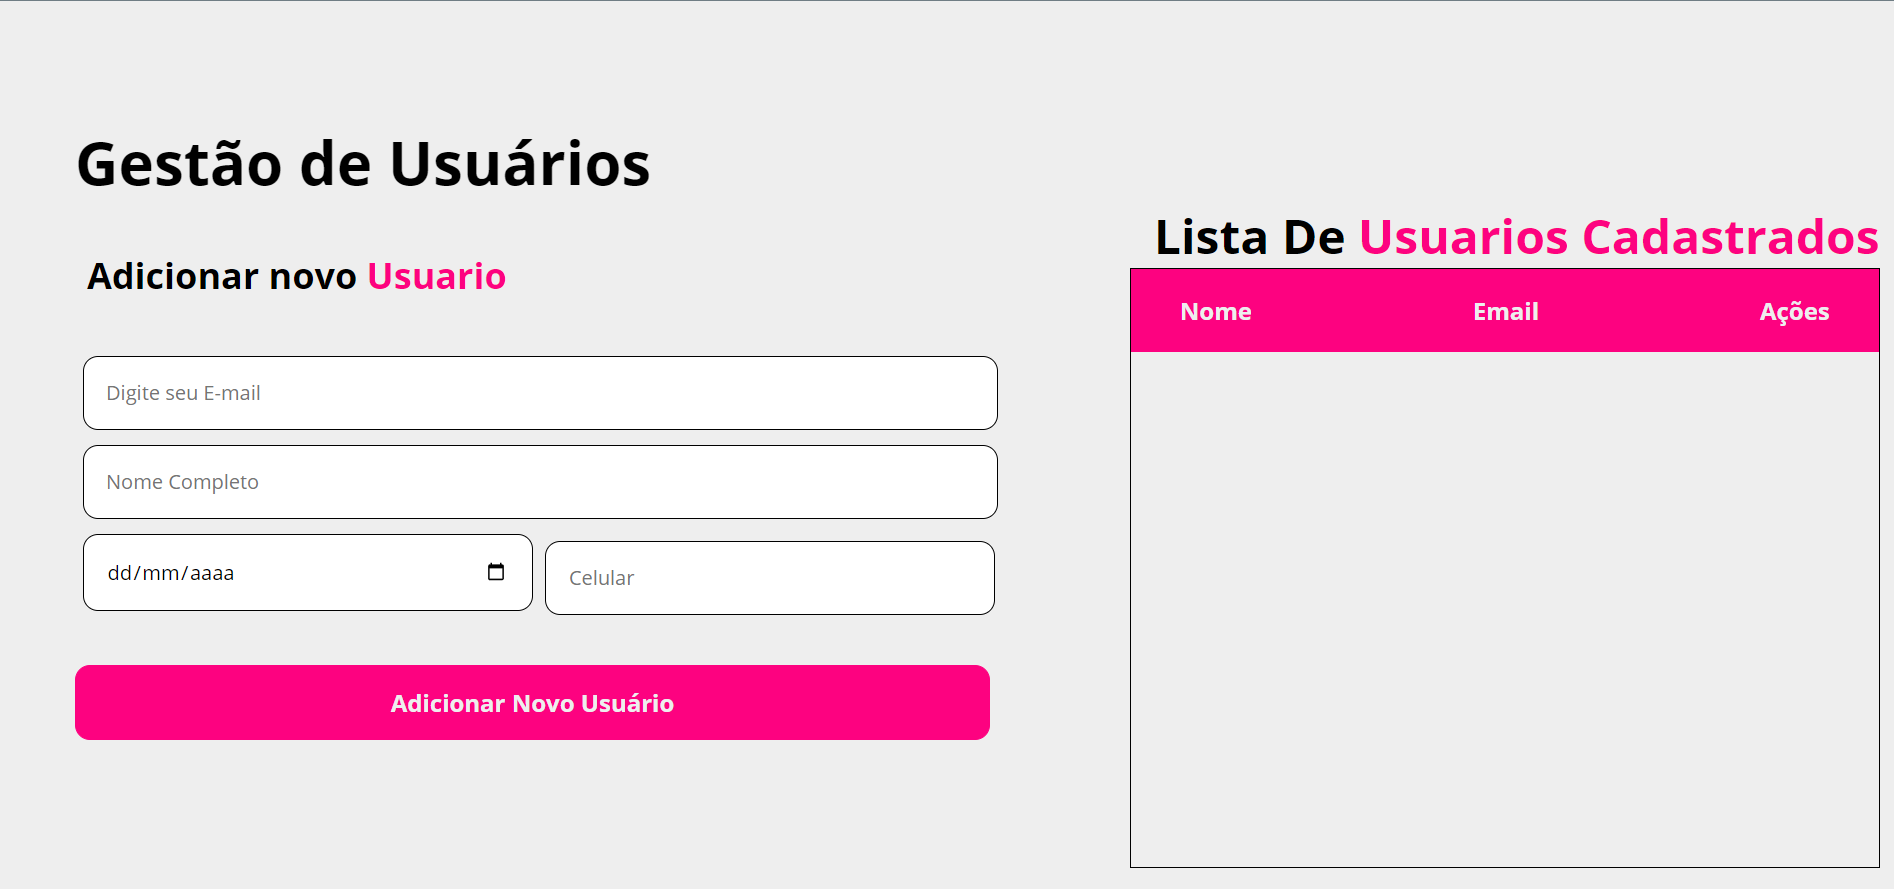 Gestão de Usuários
Adicionar novo Usuario
Digite seu E-mail
Nome Completo
dd/mm/aaaa
Celular
Adicionar Novo Usuário
Lista De Usuarios Cadastrados
Nome Email Ações